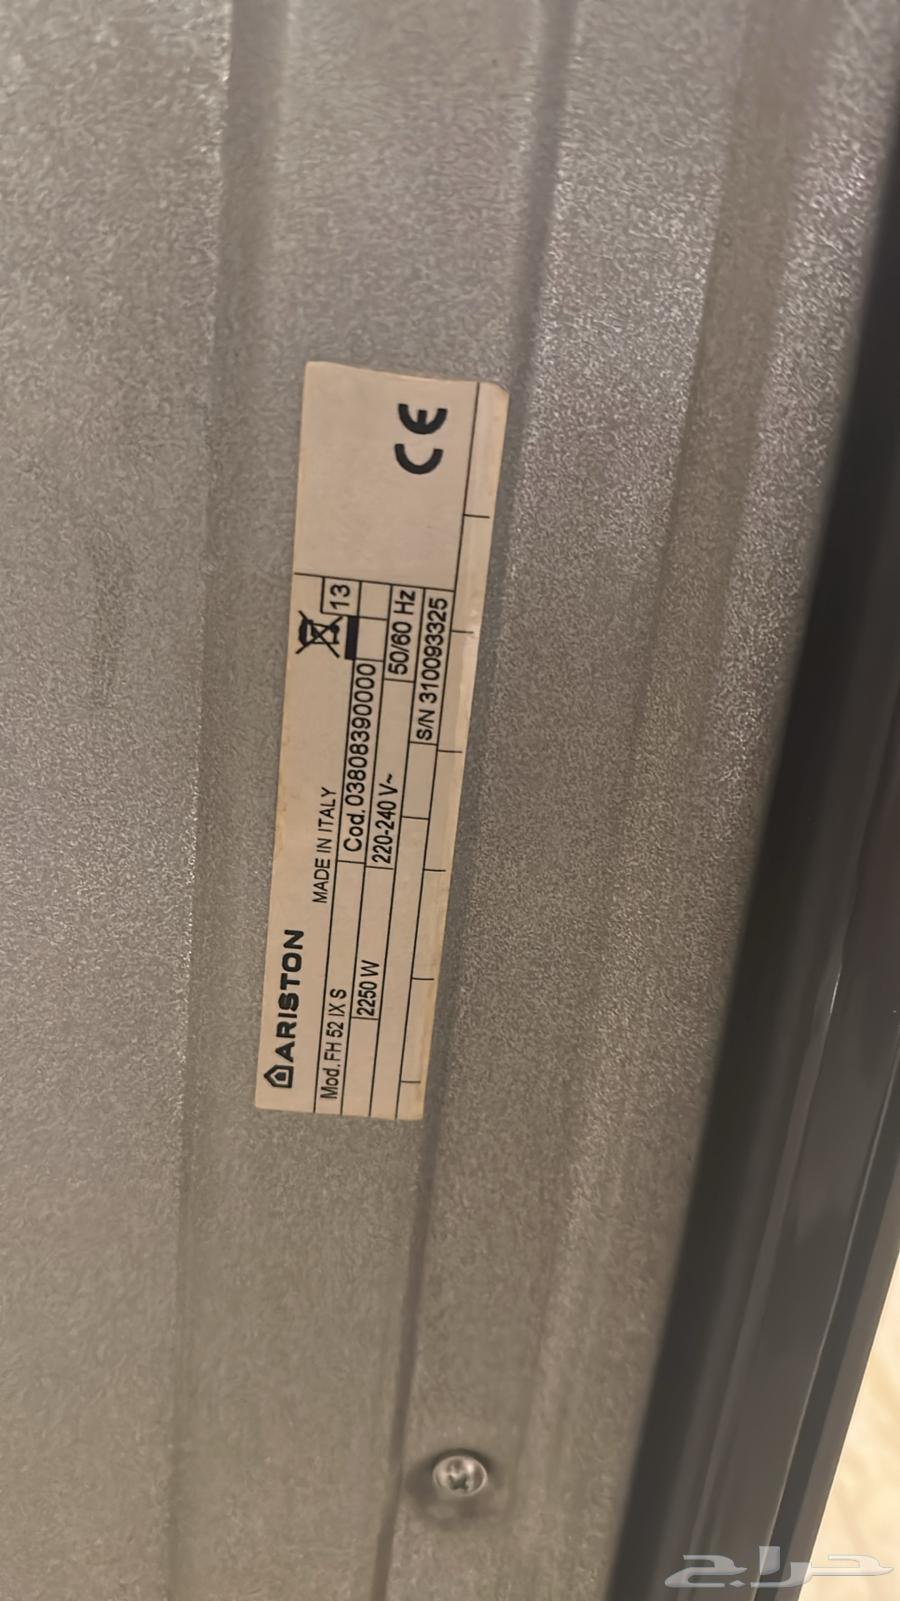 ARISTON
MADE IN ITALY
13
Mod. FH 52 IX S
Cod. 03808390000
2250 W
220-240 V~
50/60 Hz
S/N 310093325
CE
حراج